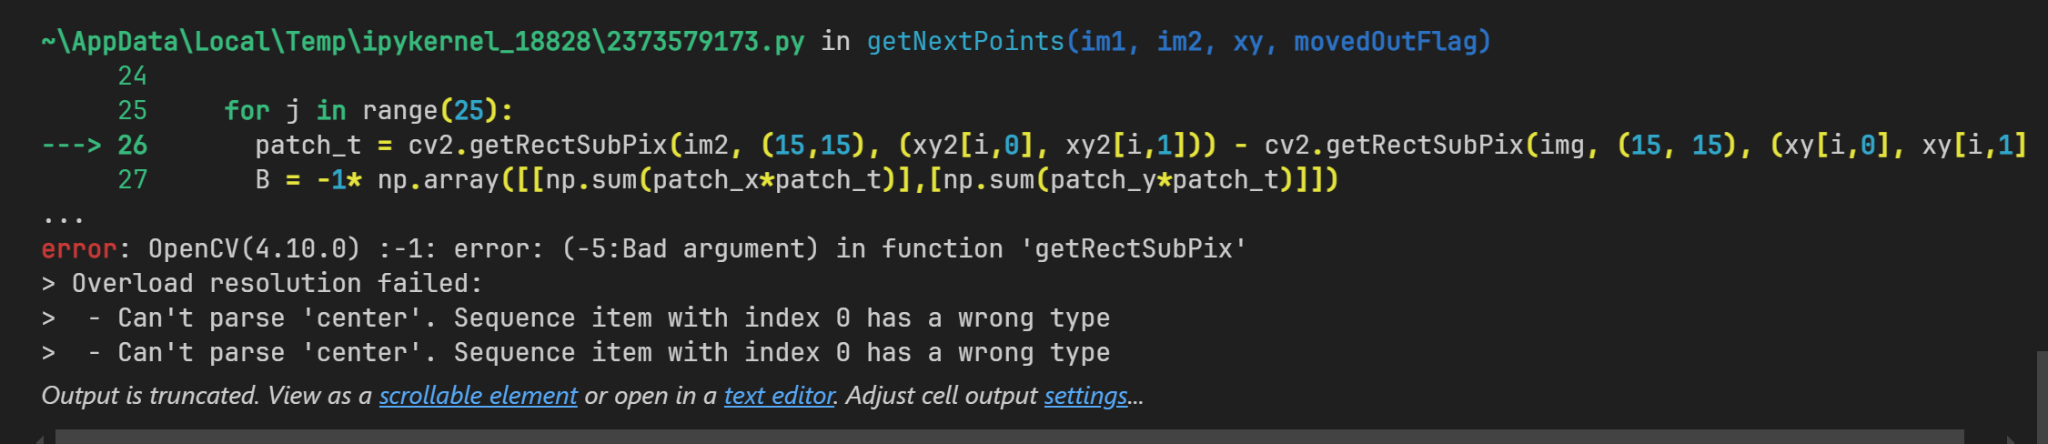 ~\AppData\Local\Temp\ipykernel_18828\2373579173.py in getNextPoints(im1, im2, xy, movedOutFlag)
     24
     25     for j in range(25):
---> 26       patch_t = cv2.getRectSubPix(im2, (15,15), (xy2[i,0], xy2[i,1])) - cv2.getRectSubPix(img, (15, 15), (xy[i,0], xy[i,1]
     27       B = -1* np.array([[np.sum(patch_x*patch_t)],[np.sum(patch_y*patch_t)]])
...
error: OpenCV(4.10.0) :-1: error: (-5:Bad argument) in function 'getRectSubPix'
> Overload resolution failed:
>  - Can't parse 'center'. Sequence item with index 0 has a wrong type
>  - Can't parse 'center'. Sequence item with index 0 has a wrong type
Output is truncated. View as a scrollable element or open in a text editor. Adjust cell output settings...